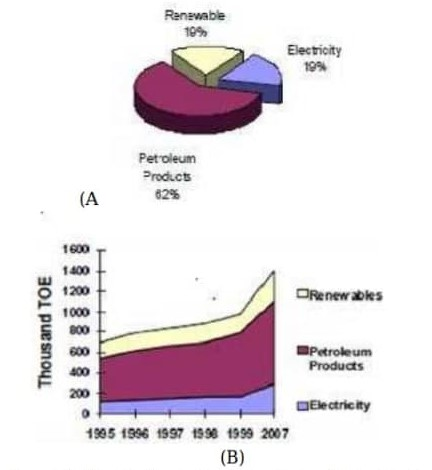 Renewable
19%
Electricity
19%
Petroleum
Products
62%
(A
1600
1400
1200
1000
800
600
400
200
0
Thousand TOE
1995 1996 1997 1998 1999 2007
Renewables
Petroleum
Products
Electricity
(B)